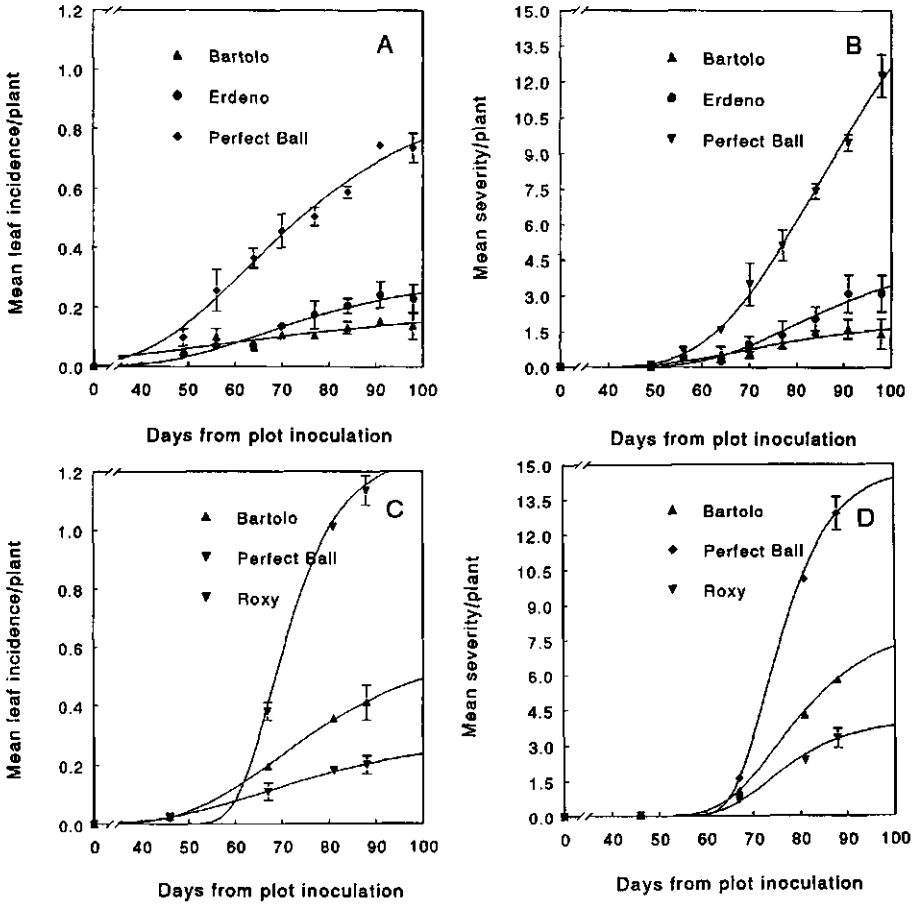 A
Mean leaf incidence/plant
1.2
1.0
0.8
0.6
0.4
0.2
0.0
Bartolo
Erdeno
Perfect Ball
0 40 50 60 70 80 90 100
Days from plot inoculation
B
Mean severity/plant
15.0
13.5
12.0
10.5
9.0
7.5
6.0
4.5
3.0
1.5
0.0
Bartolo
Erdeno
Perfect Ball
0 40 50 60 70 80 90 100
Days from plot inoculation
C
Mean leaf incidence/plant
1.2
1.0
0.8
0.6
0.4
0.2
0.0
Bartolo
Perfect Ball
Roxy
0 40 50 60 70 80 90 100
Days from plot inoculation
D
Mean severity/plant
15.0
13.5
12.0
10.5
9.0
7.5
6.0
4.5
3.0
1.5
0.0
Bartolo
Perfect Ball
Roxy
0 40 50 60 70 80 90 100
Days from plot inoculation